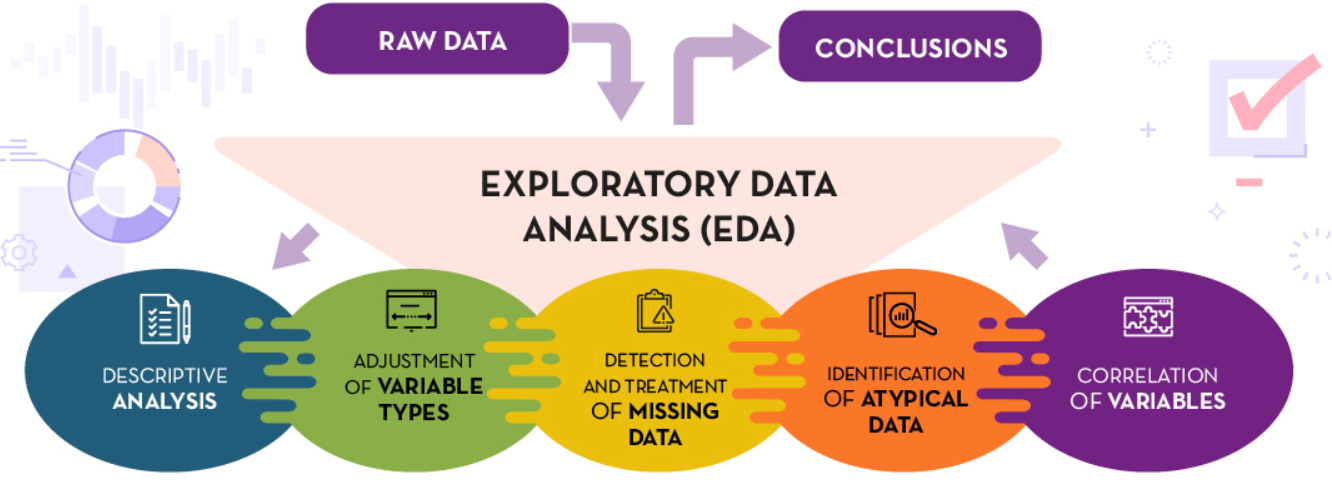 RAW DATA
CONCLUSIONS
EXPLORATORY DATA
ANALYSIS (EDA)
DESCRIPTIVE
ANALYSIS
ADJUSTMENT
OF VARIABLE
TYPES
DETECTION
AND TREATMENT
OF MISSING
DATA
IDENTIFICATION
OF ATYPICAL
DATA
CORRELATION
OF VARIABLES